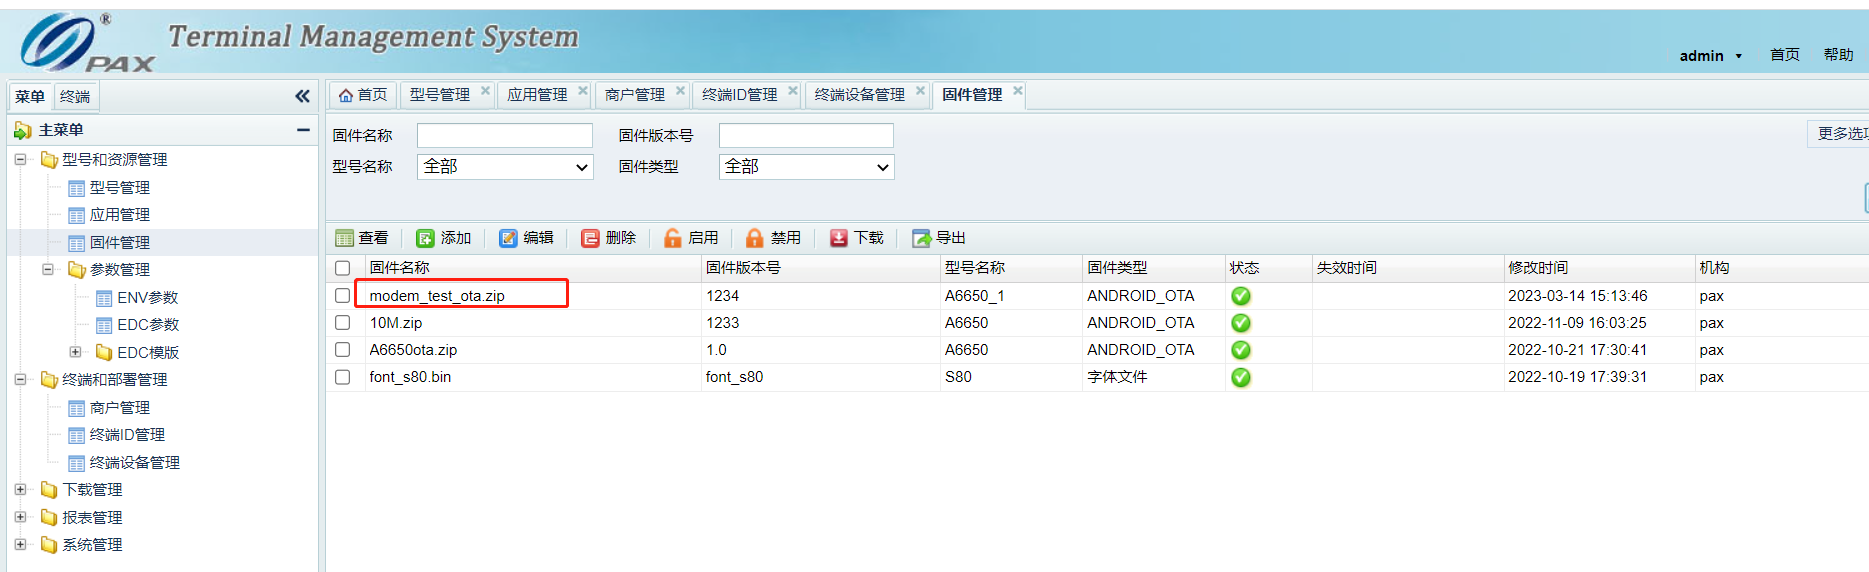 PAX ® Terminal Management System
admin 首页 帮助
菜单 终端
首页 型号管理 应用管理 商户管理 终端ID管理 终端设备管理 固件管理
主菜单
型号和资源管理
型号管理
应用管理
固件管理
参数管理
ENV参数
EDC参数
EDC模版
终端和部署管理
商户管理
终端ID管理
终端设备管理
下载管理
报表管理
系统管理
固件名称 固件版本号
更多选项
型号名称 全部 固件类型 全部
查看 添加 编辑 删除 启用 禁用 下载 导出
固件名称 固件版本号 型号名称 固件类型 状态 失效时间 修改时间 机构
modem_test_ota.zip 1234 A6650_1 ANDROID_OTA 2023-03-14 15:13:46 pax
10M.zip 1233 A6650 ANDROID_OTA 2022-11-09 16:03:25 pax
A6650ota.zip 1.0 A6650 ANDROID_OTA 2022-10-21 17:30:41 pax
font_s80.bin font_s80 S80 字体文件 2022-10-19 17:39:31 pax